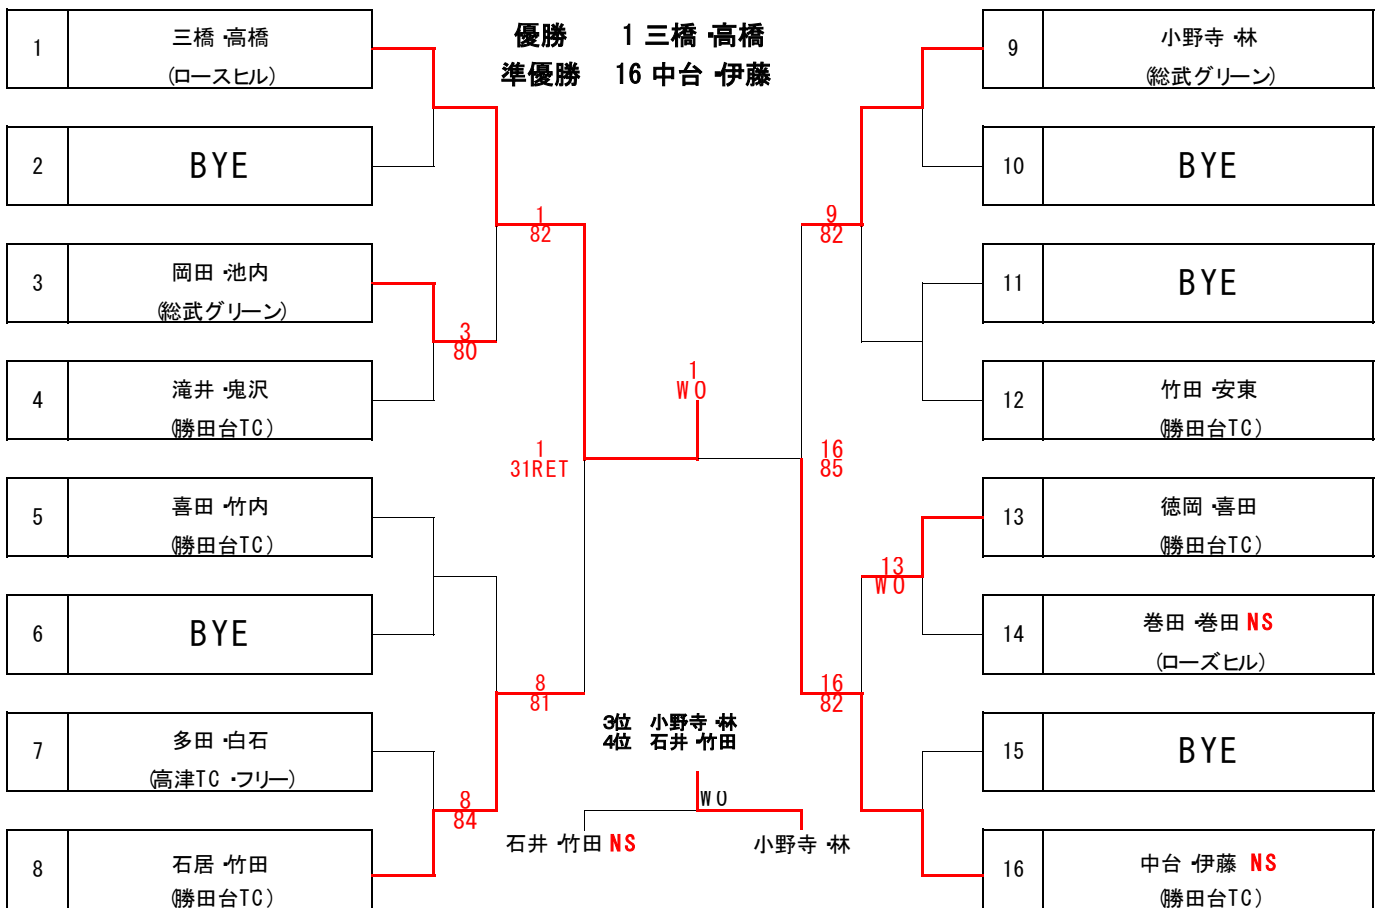 優勝 1 三橋・高橋
準優勝 16 中台・伊藤
1 三橋・高橋
(ロースヒル)
2 BYE
3 岡田・池内
(総武グリーン)
4 滝井・鬼沢
(勝田台TC)
5 喜田・竹内
(勝田台TC)
6 BYE
7 多田・白石
(高津TC・フリー)
8 石居・竹田
(勝田台TC)
3
80
8
84
1
82
8
81
1
31RET
1
WO
16
85
9
82
16
82
13
WO
9 小野寺・林
(総武グリーン)
10 BYE
11 BYE
12 竹田・安東
(勝田台TC)
13 徳岡・喜田
(勝田台TC)
14 巻田・巻田 NS
(ローズヒル)
15 BYE
16 中台・伊藤 NS
(勝田台TC)
3位 小野寺・林
4位 石井・竹田
WO
石井・竹田 NS
小野寺・林